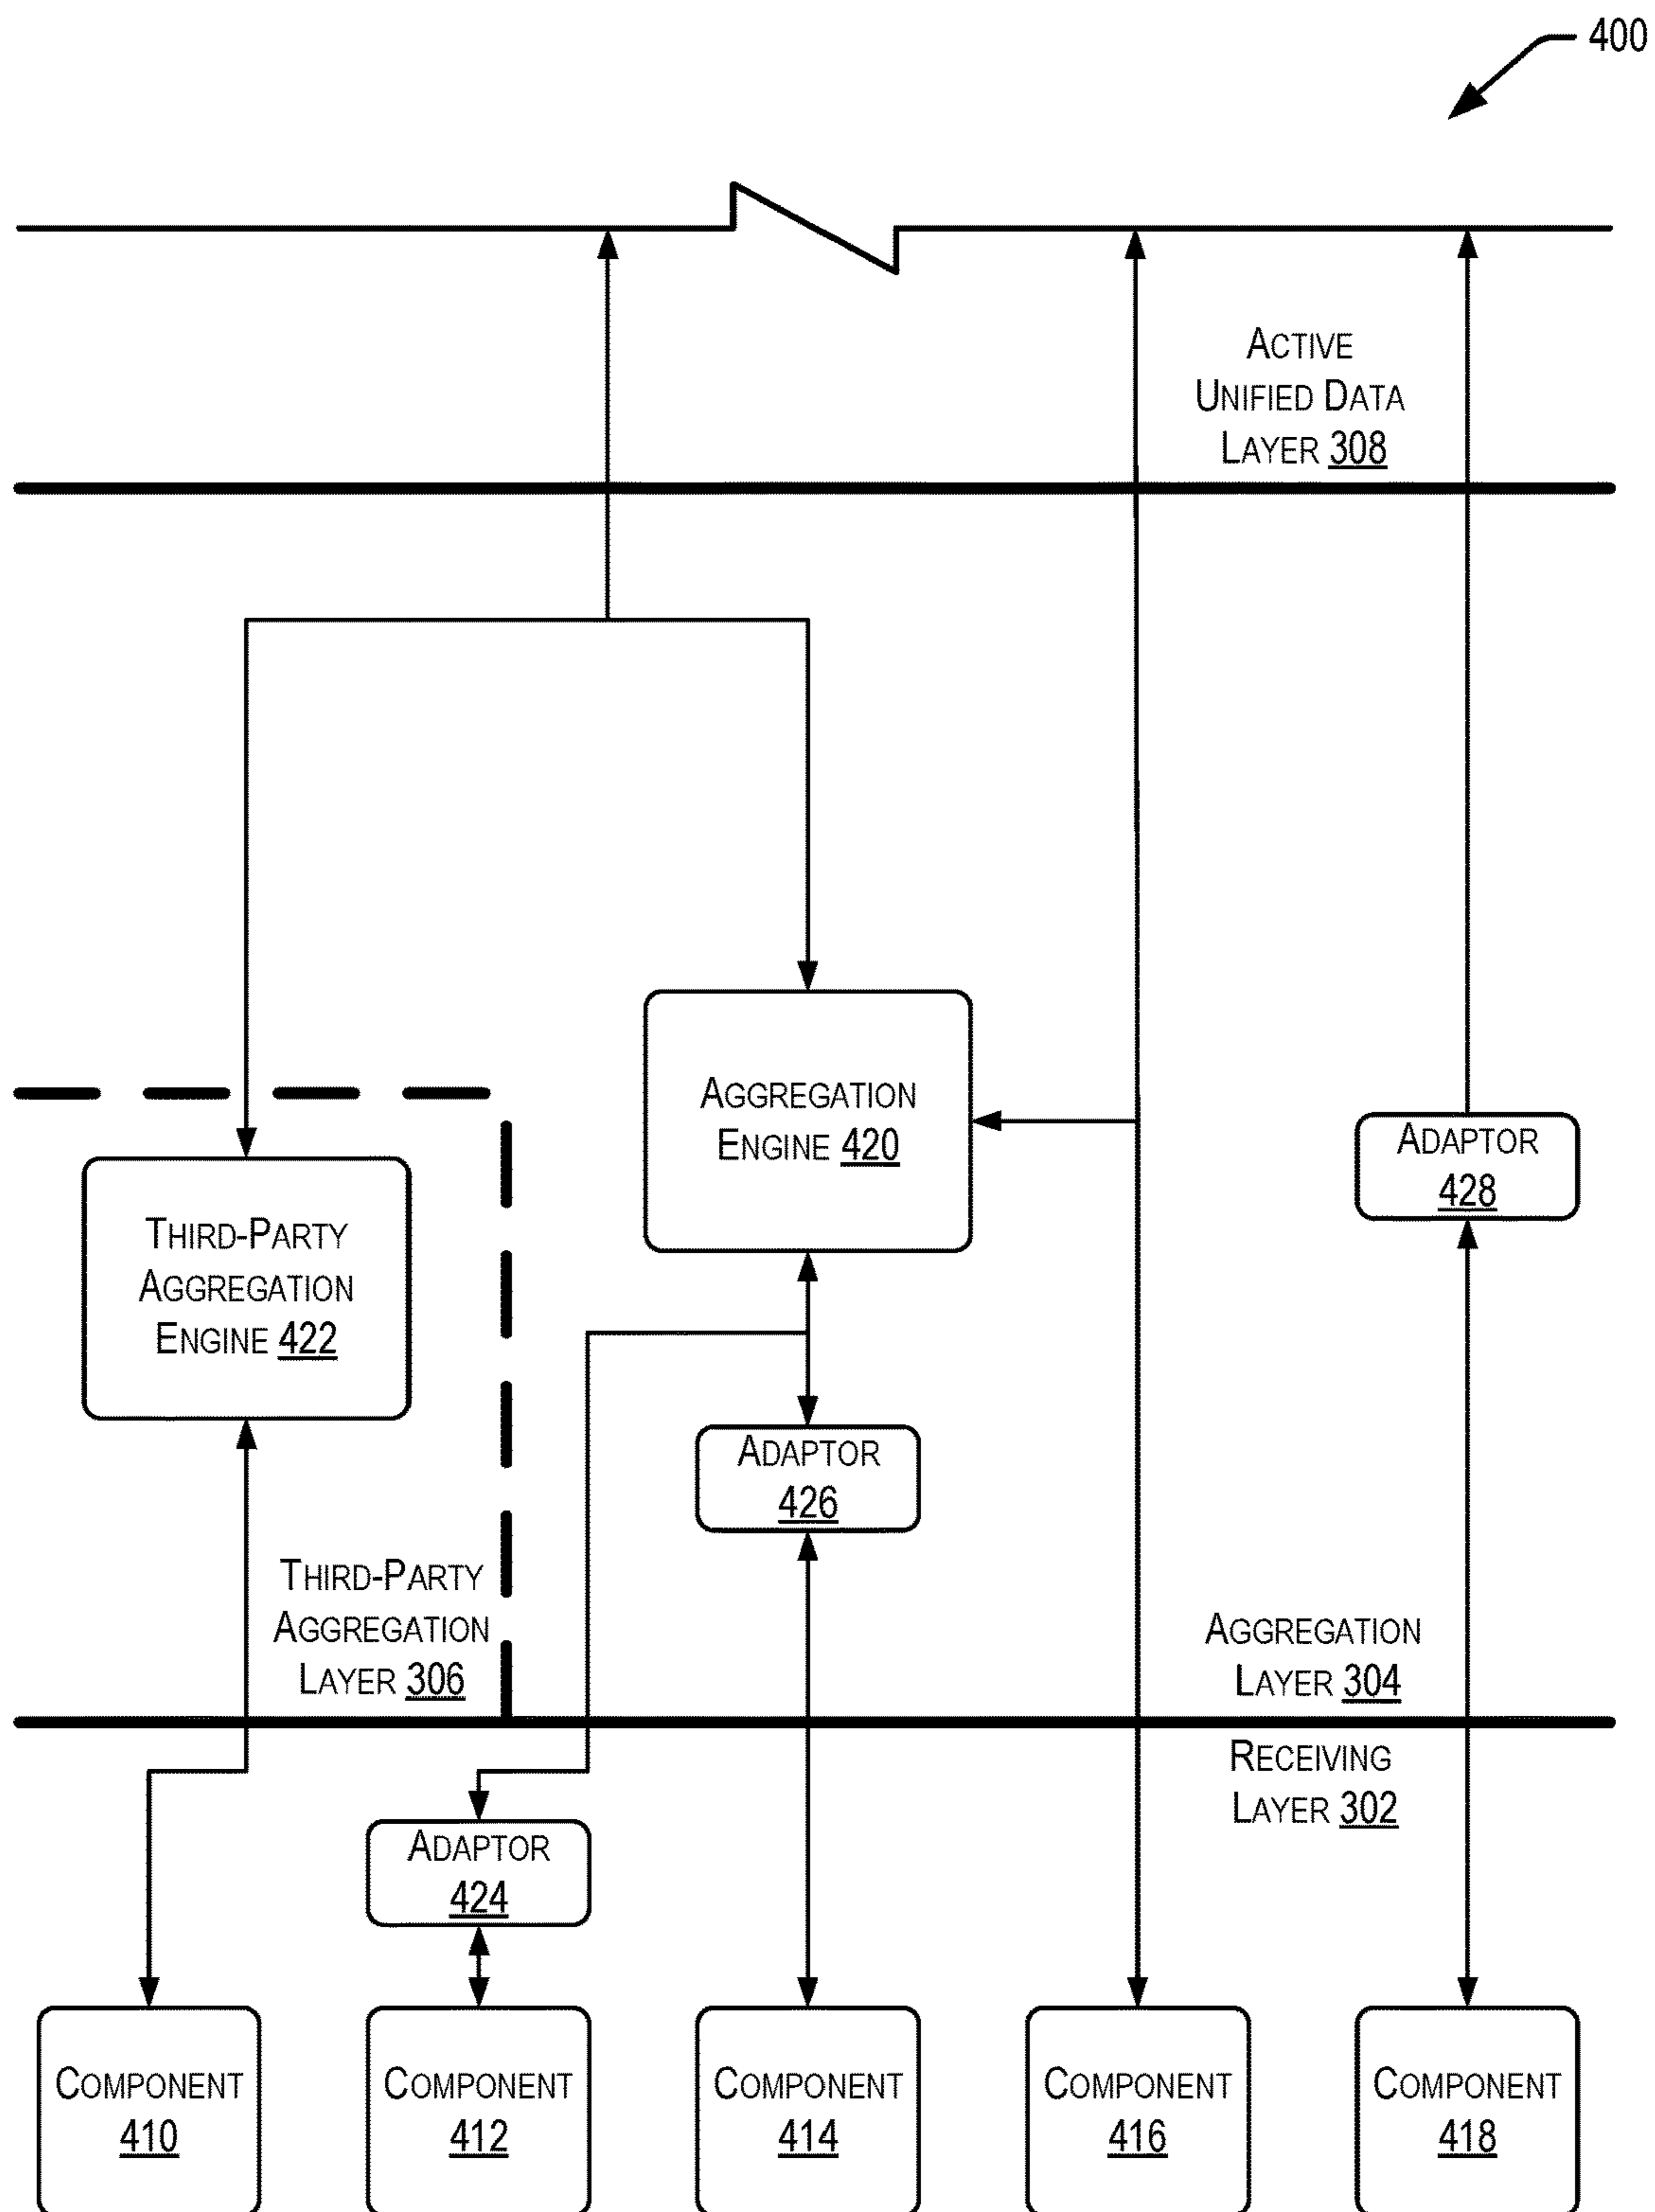 400
ACTIVE
UNIFIED DATA
LAYER 308
AGGREGATION
ENGINE 420
ADAPTOR
428
THIRD-PARTY
AGGREGATION
ENGINE 422
ADAPTOR
426
THIRD-PARTY
AGGREGATION
LAYER 306
AGGREGATION
LAYER 304
RECEIVING
LAYER 302
ADAPTOR
424
COMPONENT
410
COMPONENT
412
COMPONENT
414
COMPONENT
416
COMPONENT
418